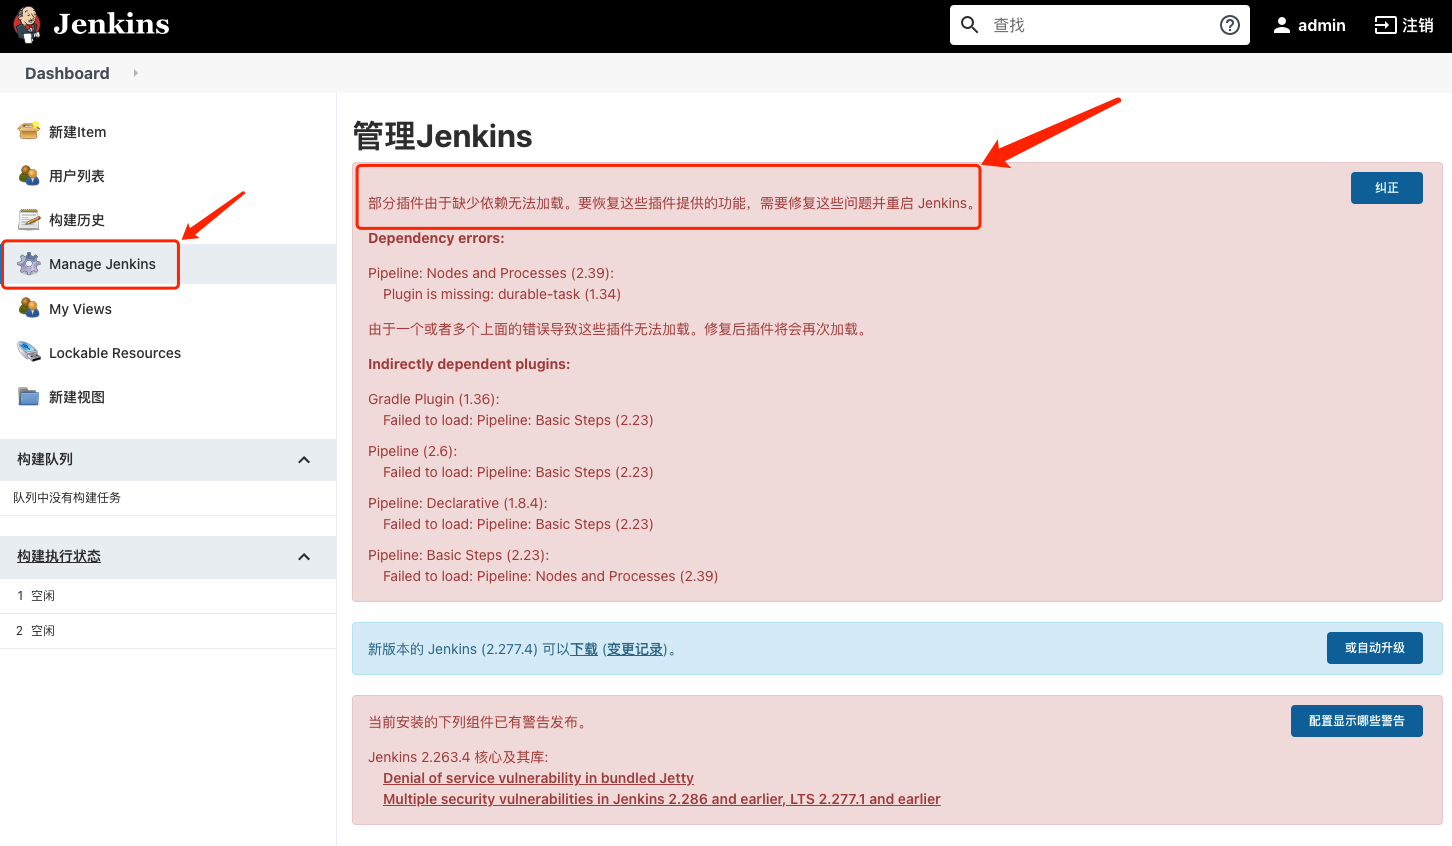 Jenkins
查找
admin
注销
Dashboard
新建Item
用户列表
构建历史
Manage Jenkins
My Views
Lockable Resources
新建视图
构建队列
队列中没有构建任务
构建执行状态
1 空闲
2 空闲
管理Jenkins
部分插件由于缺少依赖无法加载。要恢复这些插件提供的功能，需要修复这些问题并重启 Jenkins。
纠正
Dependency errors:
Pipeline: Nodes and Processes (2.39):
Plugin is missing: durable-task (1.34)
由于一个或者多个上面的错误导致这些插件无法加载。修复后插件将会再次加载。
Indirectly dependent plugins:
Gradle Plugin (1.36):
Failed to load: Pipeline: Basic Steps (2.23)
Pipeline (2.6):
Failed to load: Pipeline: Basic Steps (2.23)
Pipeline: Declarative (1.8.4):
Failed to load: Pipeline: Basic Steps (2.23)
Pipeline: Basic Steps (2.23):
Failed to load: Pipeline: Nodes and Processes (2.39)
新版本的 Jenkins (2.277.4) 可以下载 (变更记录)。
或自动升级
当前安装的下列组件已有警告发布。
配置显示哪些警告
Jenkins 2.263.4 核心及其库:
Denial of service vulnerability in bundled Jetty
Multiple security vulnerabilities in Jenkins 2.286 and earlier, LTS 2.277.1 and earlier